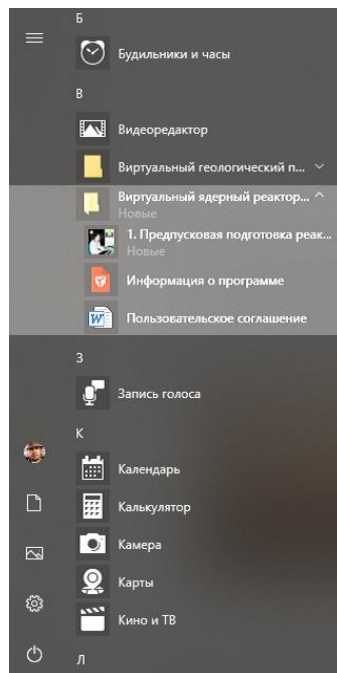 Б
Будильники и часы
В
Видеоредактор
Виртуальный геологический п...
Виртуальный ядерный реактор...
Новые
1. Предпусковая подготовка реак...
Новые
Информация о программе
Пользовательское соглашение
З
Запись голоса
К
Календарь
Калькулятор
Камера
Карты
Кино и ТВ
Л